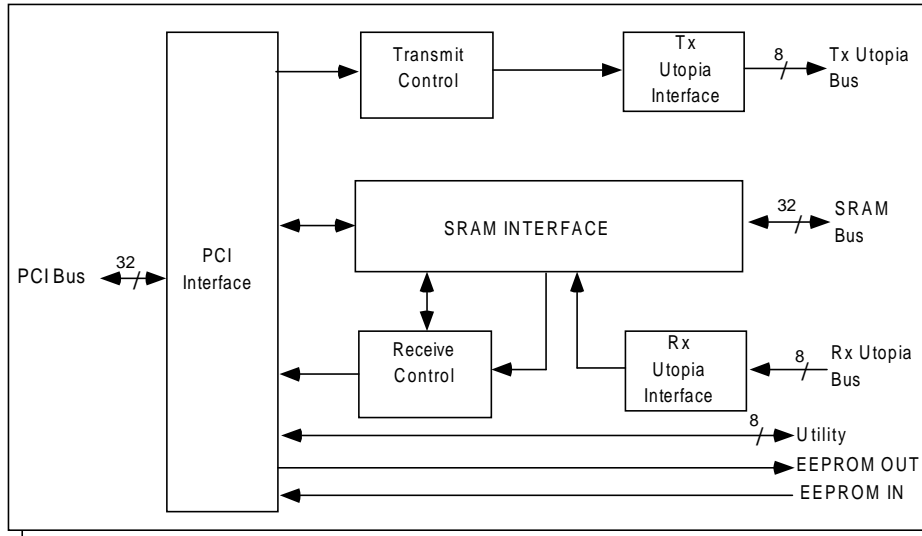 Transmit
Control
Tx
Utopia
Interface
8
Tx Utopia
Bus
SRAM INTERFACE
32
SRAM
Bus
PCI Bus
32
PCI
Interface
Receive
Control
Rx
Utopia
Interface
8
Rx Utopia
Bus
8
Utility
EEPROM OUT
EEPROM IN